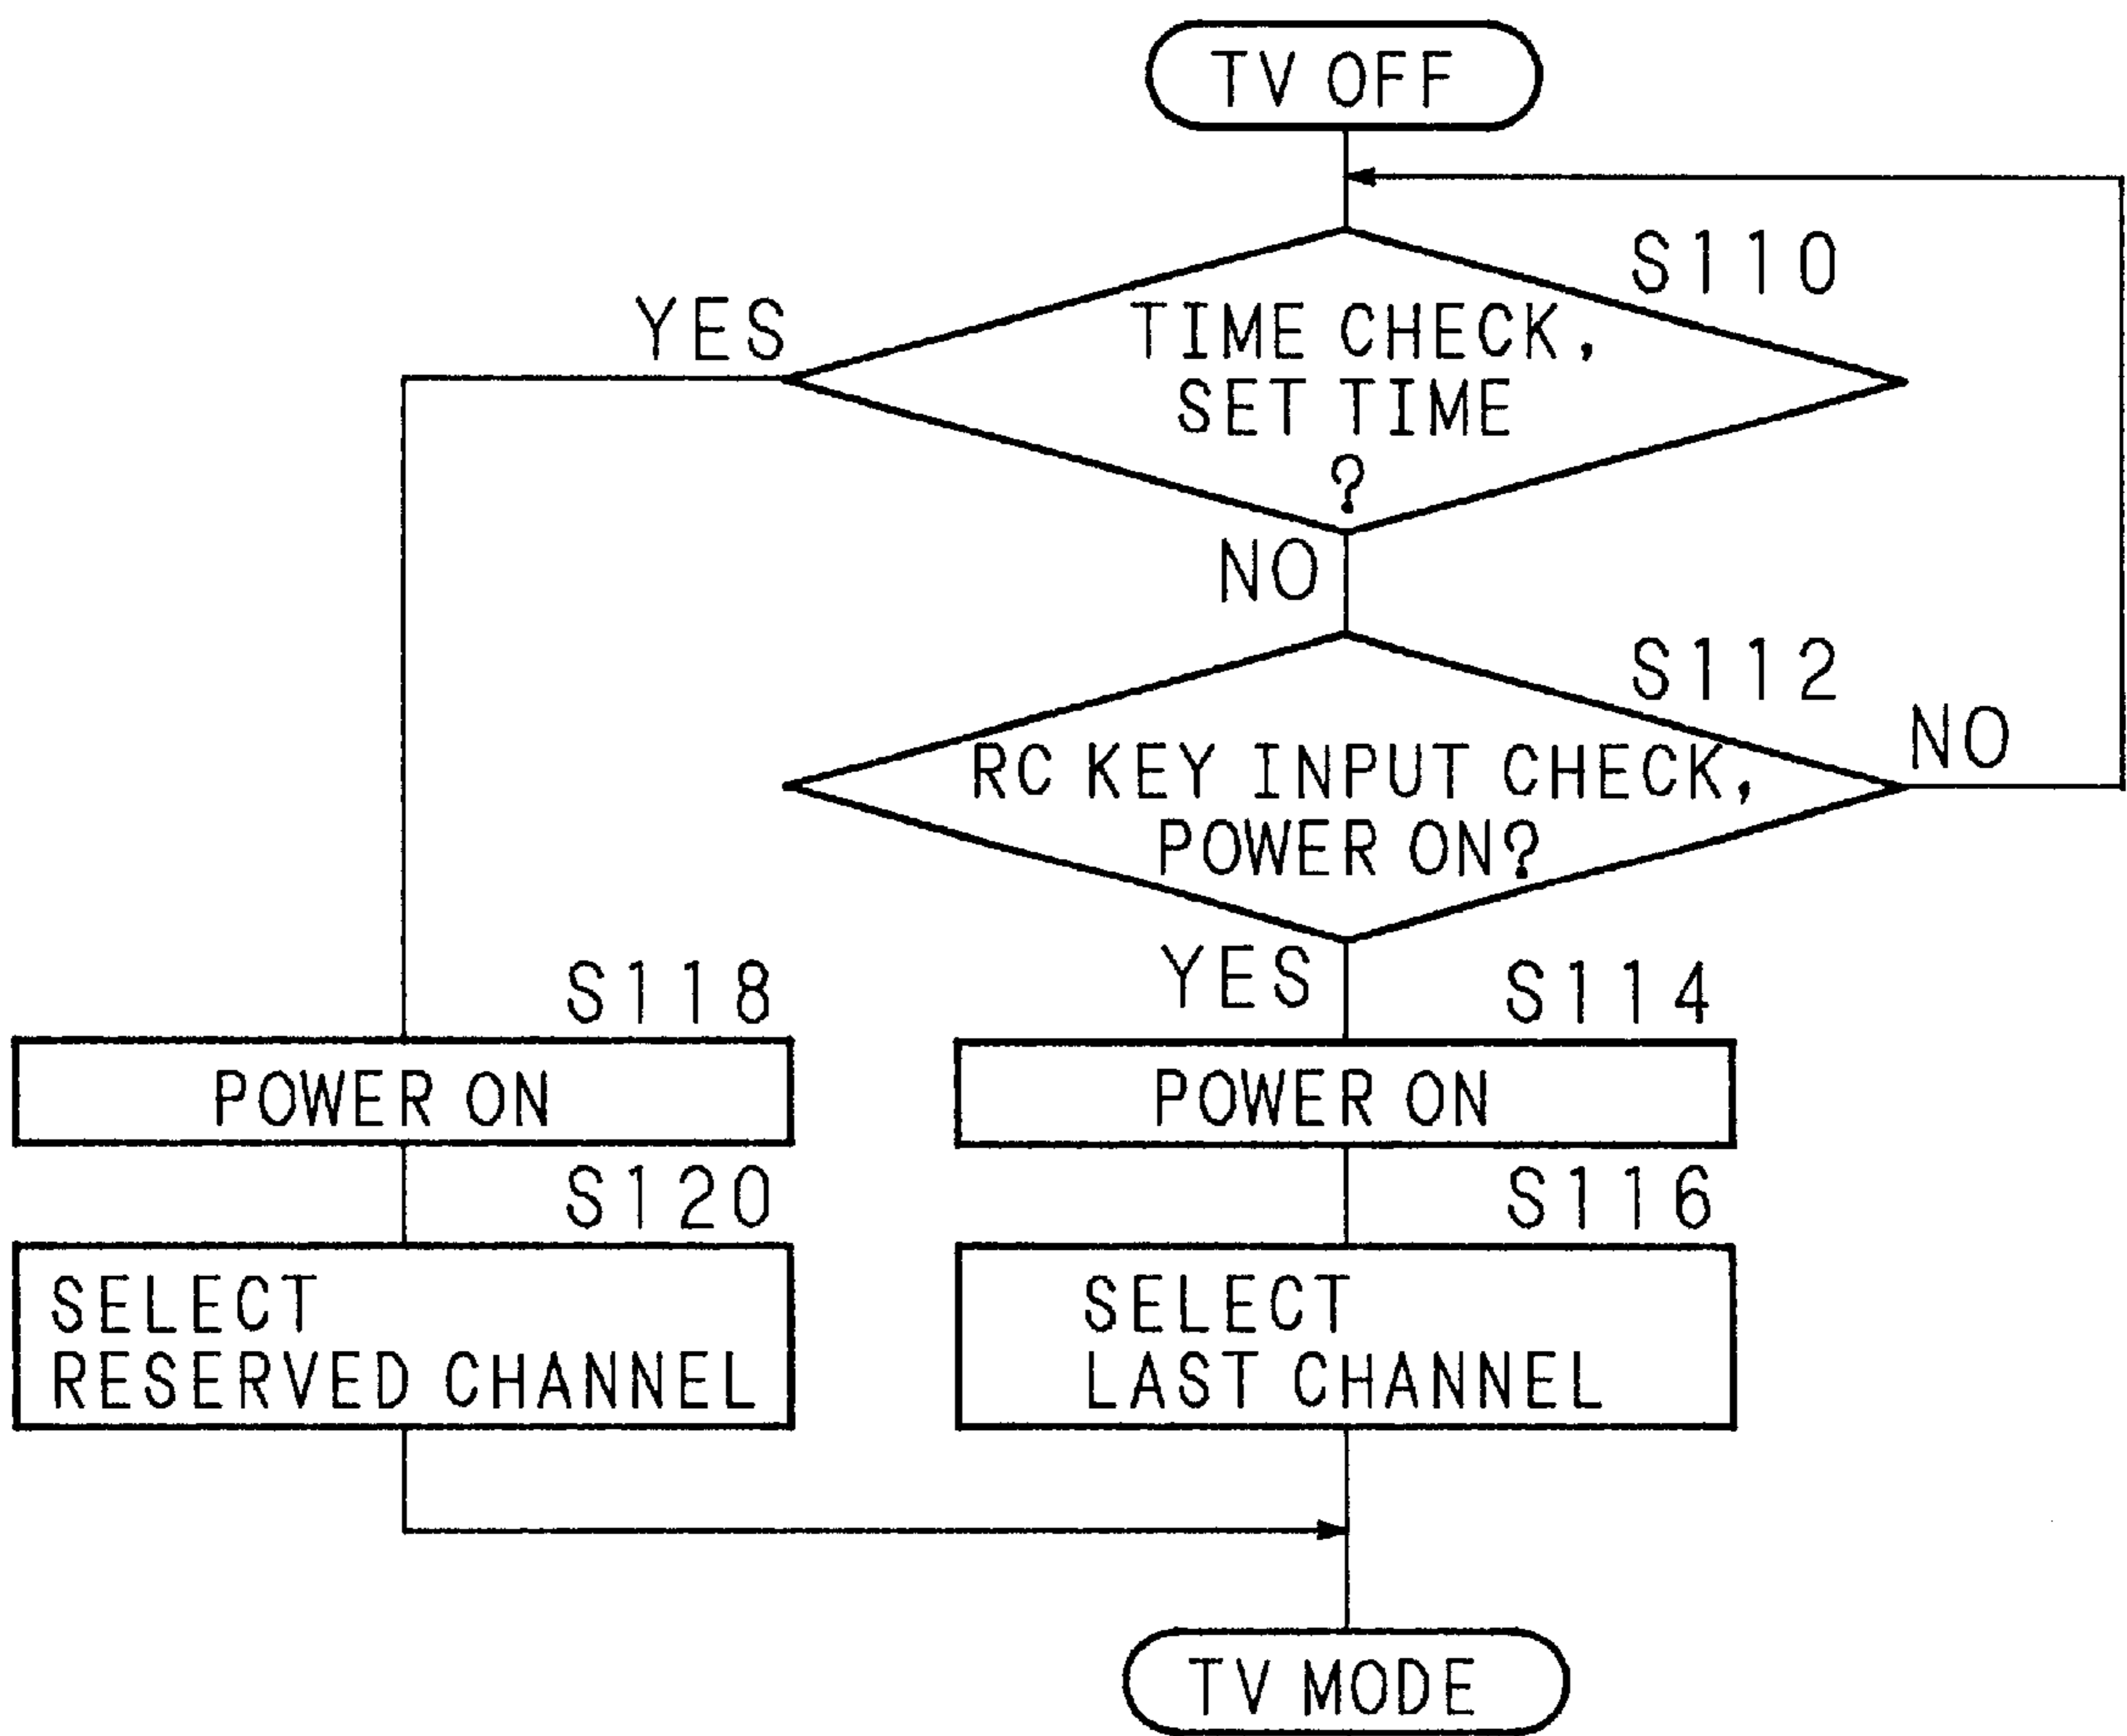 TV OFF
S110
YES
TIME CHECK,
SET TIME
?
NO
S112
NO
RC KEY INPUT CHECK,
POWER ON?
YES
S118
S114
POWER ON
POWER ON
S120
S116
SELECT
RESERVED CHANNEL
SELECT
LAST CHANNEL
TV MODE